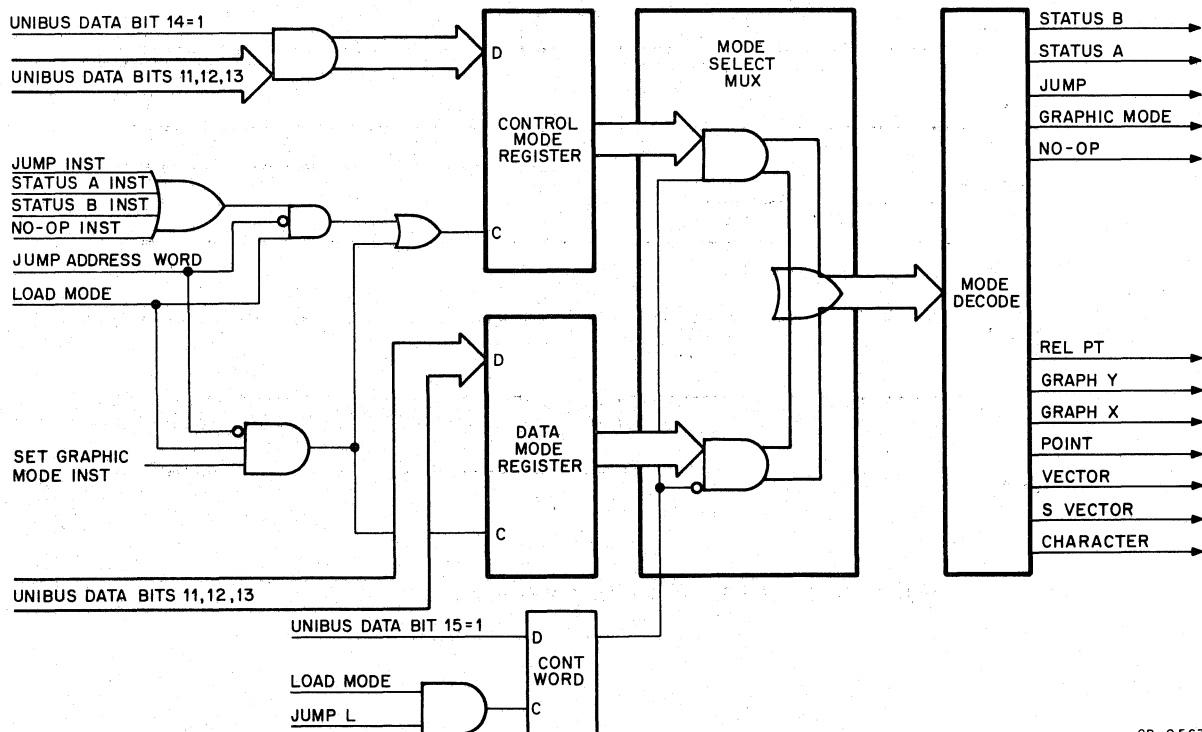 UNIBUS DATA BIT 14=1
UNIBUS DATA BITS 11,12,13
JUMP INST
STATUS A INST
STATUS B INST
NO-OP INST
JUMP ADDRESS WORD
LOAD MODE
SET GRAPHIC
MODE INST
UNIBUS DATA BITS 11,12,13
UNIBUS DATA BIT 15=1
LOAD MODE
JUMP L
D
CONTROL
MODE
REGISTER
C
D
DATA
MODE
REGISTER
C
D
CONT
WORD
C
MODE
SELECT
MUX
MODE
DECODE
STATUS B
STATUS A
JUMP
GRAPHIC MODE
NO-OP
REL PT
GRAPH Y
GRAPH X
POINT
VECTOR
S VECTOR
CHARACTER